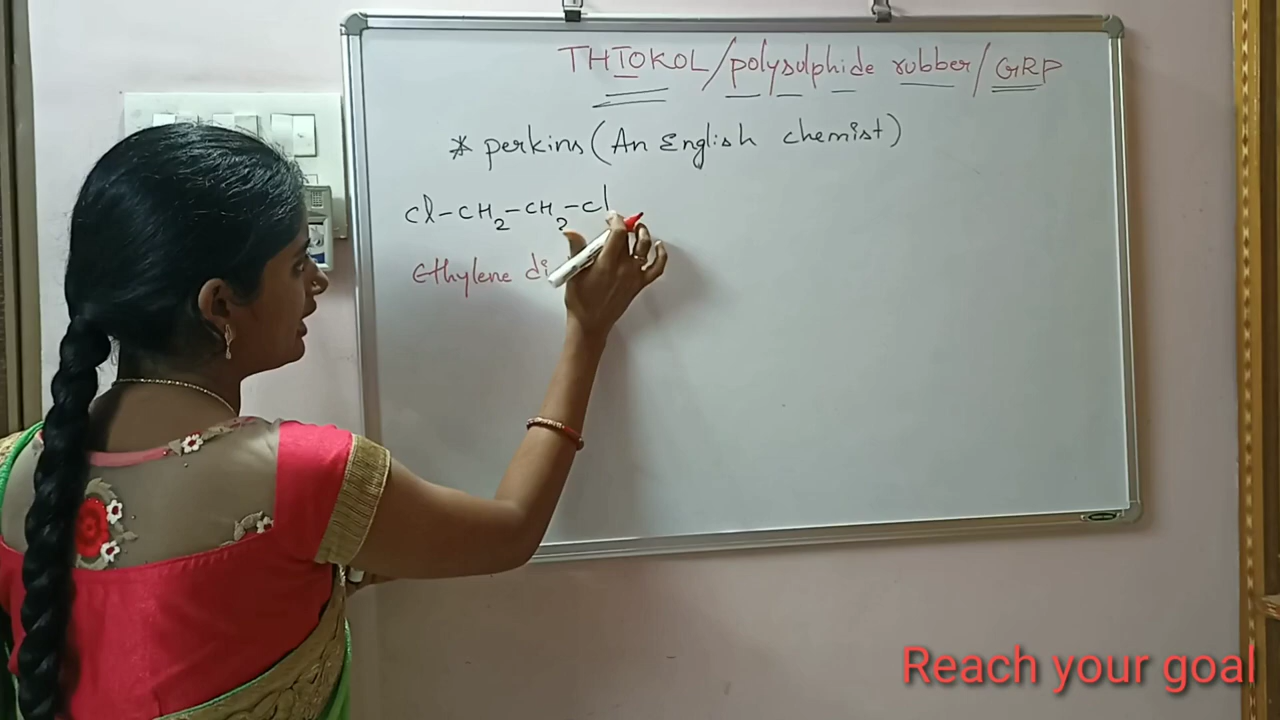 THIOKOL/polysulphide rubber/GRP
* perkins (An English chemist)
Cl-CH2-CH2-Cl
Ethylene di
Reach your goal